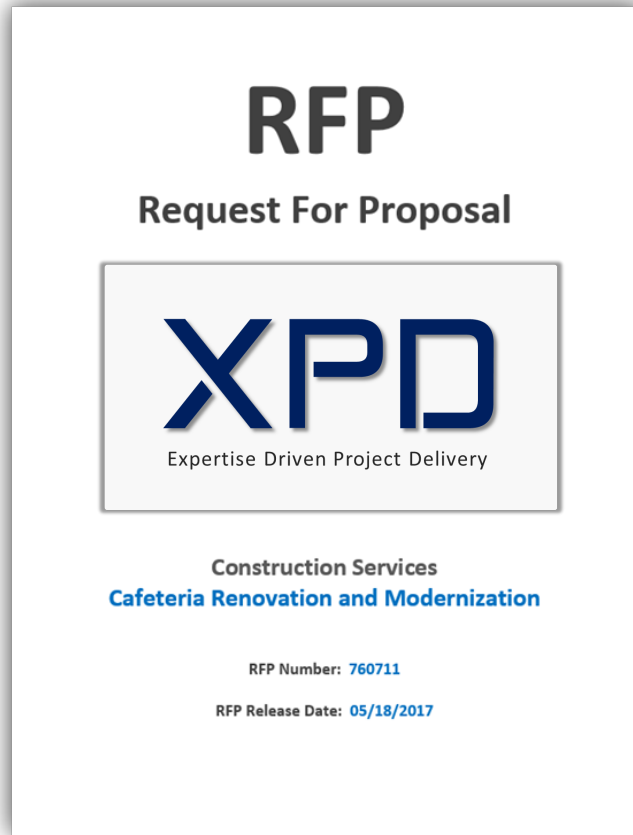 RFP
Request For Proposal
XPD
Expertise Driven Project Delivery
Construction Services
Cafeteria Renovation and Modernization
RFP Number: 760711
RFP Release Date: 05/18/2017